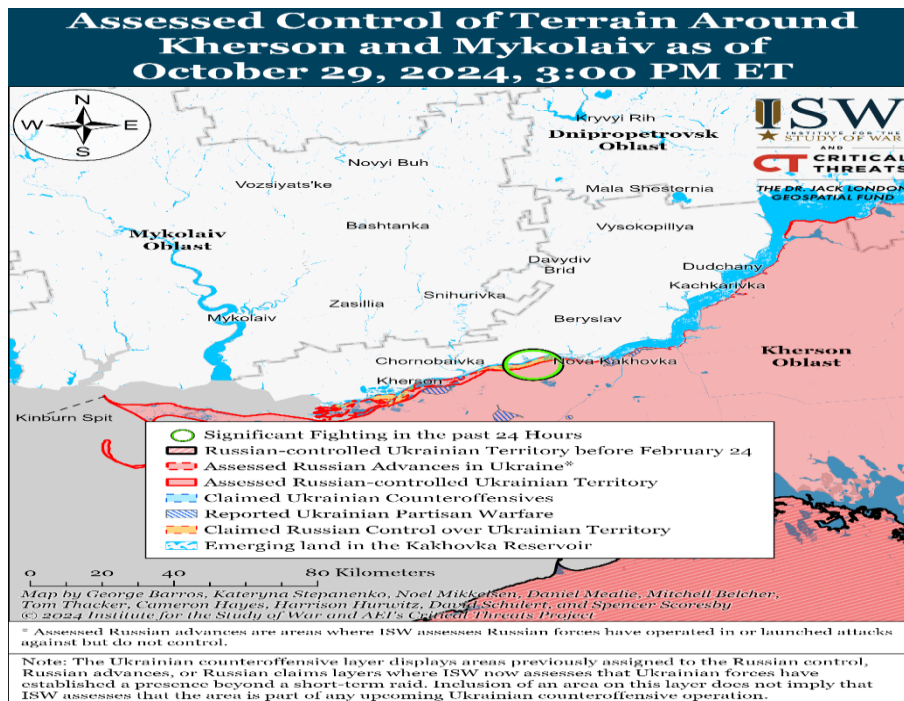 Assessed Control of Terrain Around
Kherson and Mykolaiv as of
October 29, 2024, 3:00 PM ET
N
W E
S
ISW
INSTITUTE FOR THE
STUDY OF WAR
AND
CT CRITICAL
THREATS
THE DR. JACK LONDON
GEOSPATIAL FUND
Kryvyi Rih
Dnipropetrovsk
Oblast
Novyi Buh
Vozsiyats'ke
Mala Shesternia
Bashtanka
Vysokopillya
Mykolaiv
Oblast
Davydiv
Brid
Dudchany
Kachkarivka
Snihurivka
Zasillia
Mykolaiv
Beryslav
Chornobaivka
Nova Kakhovka
Kherson
Oblast
Kherson
Kinburn Spit
Significant Fighting in the past 24 Hours
Russian-controlled Ukrainian Territory before February 24
Assessed Russian Advances in Ukraine*
Assessed Russian-controlled Ukrainian Territory
Claimed Ukrainian Counteroffensives
Reported Ukrainian Partisan Warfare
Claimed Russian Control over Ukrainian Territory
Emerging land in the Kakhovka Reservoir
0 20 40 80 Kilometers
Map by George Barros, Kateryna Stepanenko, Noel Mikkelsen, Daniel Mealie, Mitchell Belcher,
Tom Thacker, Cameron Hayes, Harrison Hurwitz, David Schulert, and Spencer Scoresby
© 2024 Institute for the Study of War and AEI's Critical Threats Project
* Assessed Russian advances are areas where ISW assesses Russian forces have operated in or launched attacks
against but do not control.
Note: The Ukrainian counteroffensive layer displays areas previously assigned to the Russian control,
Russian advances, or Russian claims layers where ISW now assesses that Ukrainian forces have
established a presence beyond a short-term raid. Inclusion of an area on this layer does not imply that
ISW assesses that the area is part of any upcoming Ukrainian counteroffensive operation.